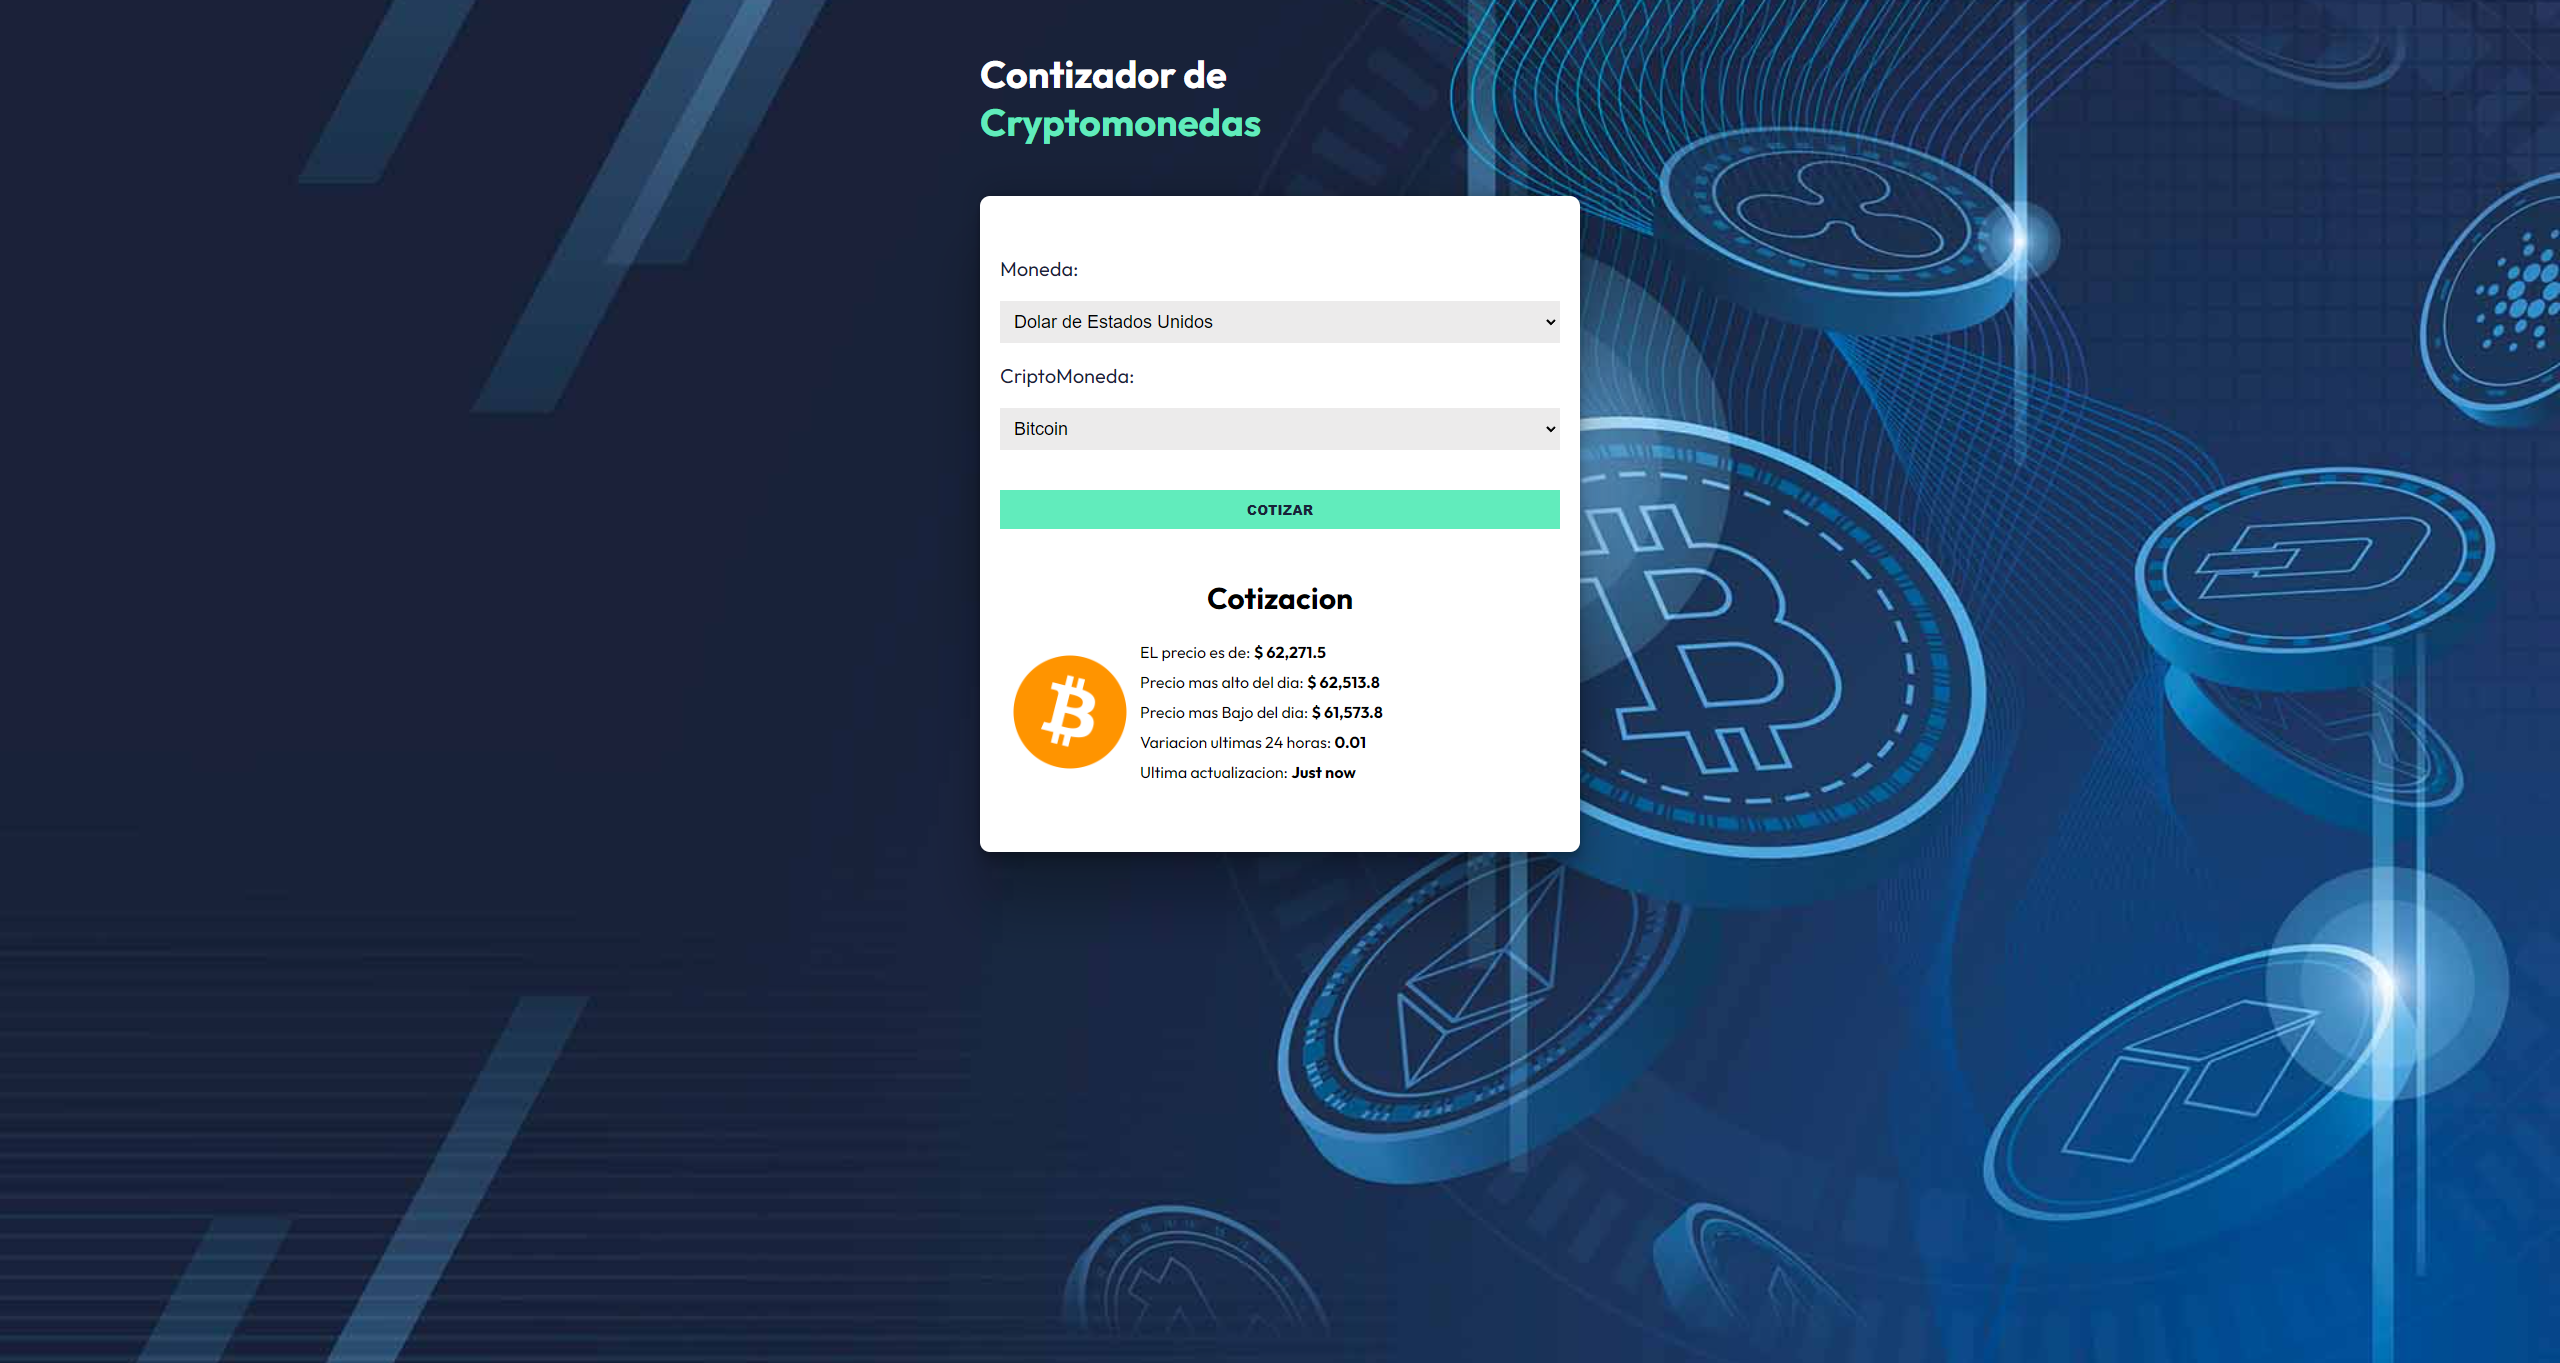 Contizador de
Cryptomonedas
Moneda:
Dolar de Estados Unidos
CriptoMoneda:
Bitcoin
COTIZAR
Cotizacion
EL precio es de: $ 62,271.5
Precio mas alto del dia: $ 62,513.8
Precio mas Bajo del dia: $ 61,573.8
Variacion ultimas 24 horas: 0.01
Ultima actualizacion: Just now